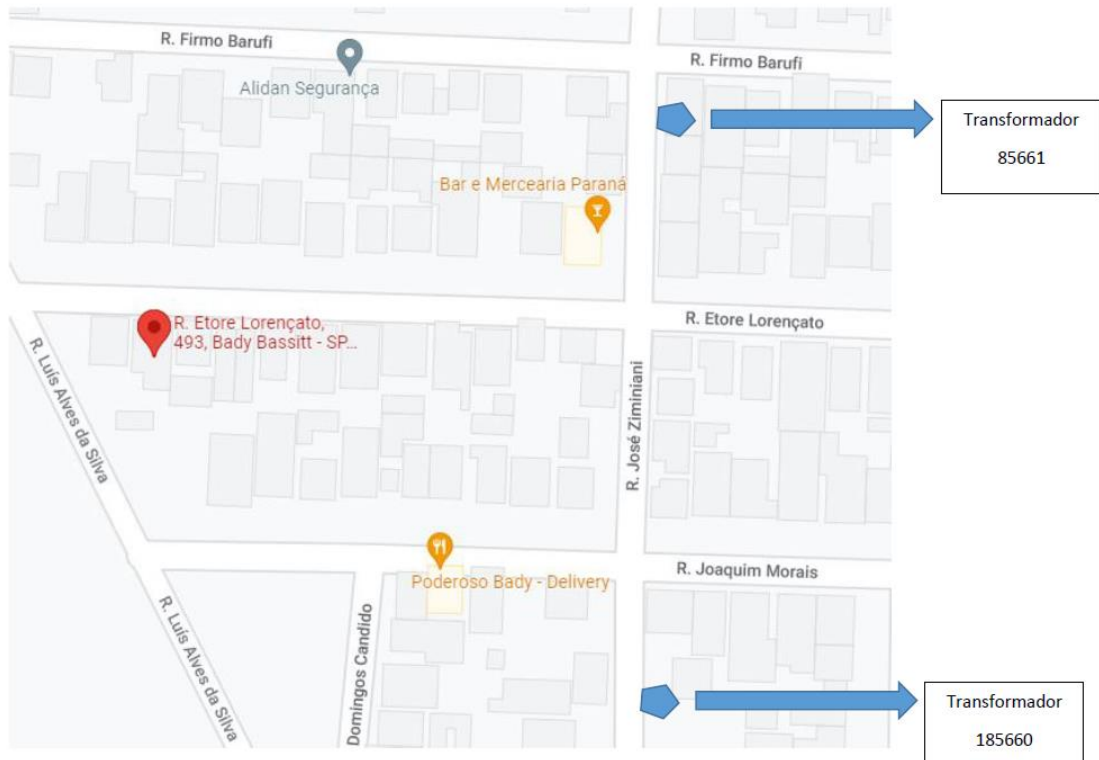 R. Firmo Barufi
Alidan Segurança
R. Firmo Barufi
Transformador
85661
Bar e Mercearia Paraná
R. Etore Lorençato,
493, Bady Bassitt - SP...
R. Etore Lorençato
R. Luís Alves da Silva
R. José Ziminiani
Poderoso Bady - Delivery
R. Joaquim Morais
R. Luís Alves da Silva
Domingos Candido
Transformador
185660